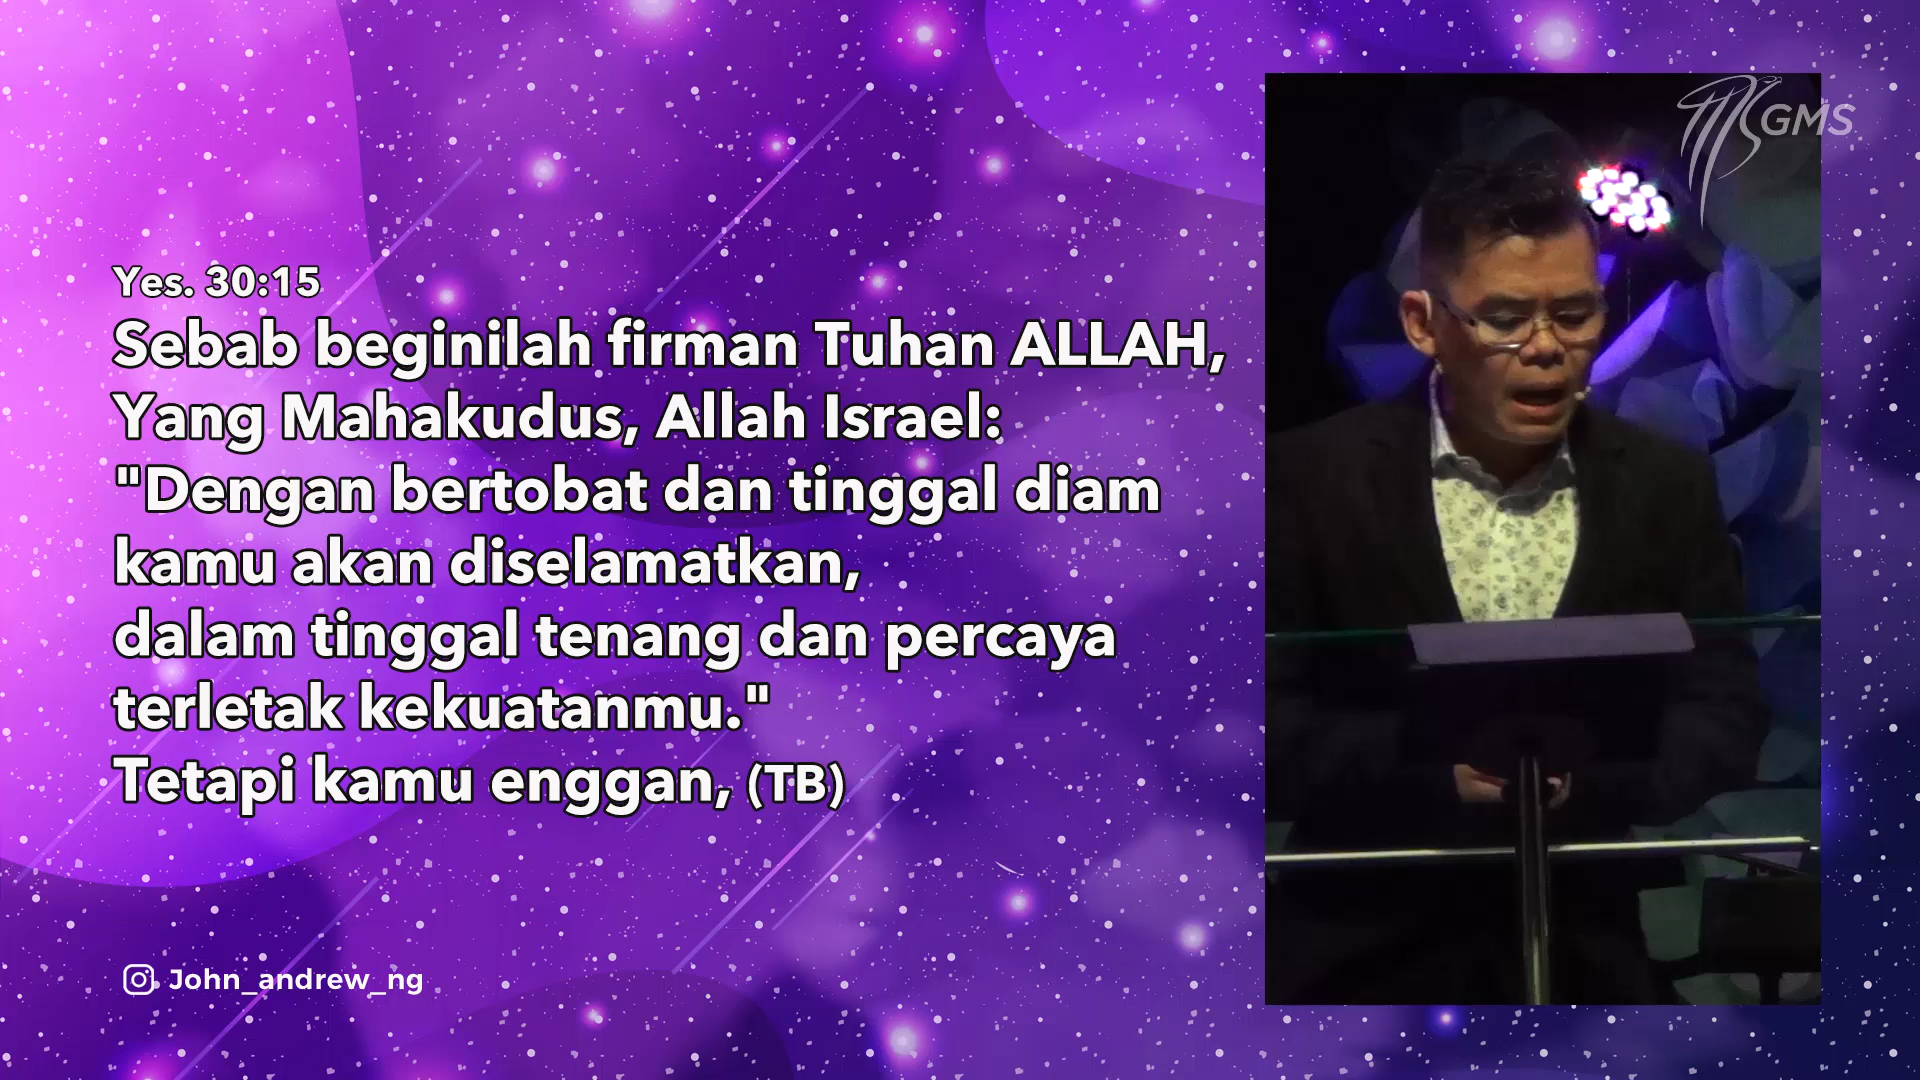 GMS
Yes. 30:15
Sebab beginilah firman Tuhan ALLAH,
Yang Mahakudus, Allah Israel:
"Dengan bertobat dan tinggal diam
kamu akan diselamatkan,
dalam tinggal tenang dan percaya
terletak kekuatanmu."
Tetapi kamu enggan, (TB)
John_andrew_ng